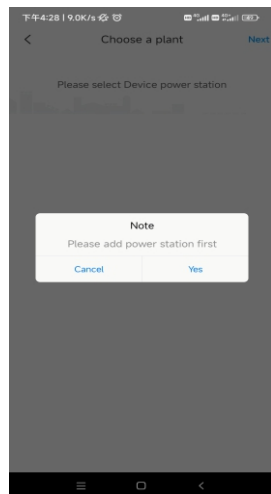 下午4:28 | 9.0K/s
Choose a plant
Next
Please select Device power station
Note
Please add power station first
Cancel
Yes